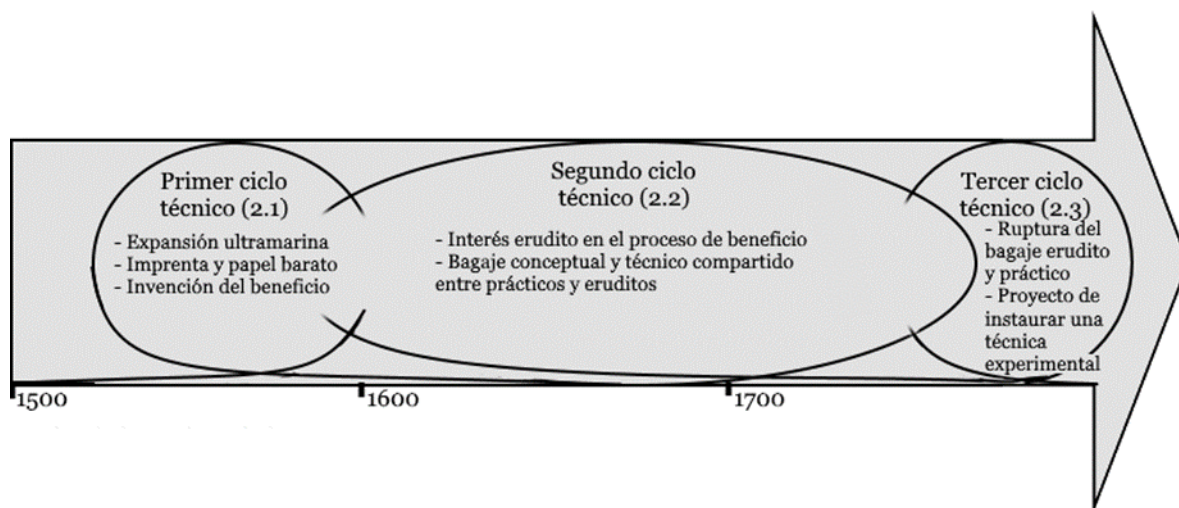 Primer ciclo
técnico (2.1)
- Expansión ultramarina
- Imprenta y papel barato
- Invención del beneficio
Segundo ciclo
técnico (2.2)
- Interés erudito en el proceso de beneficio
- Bagaje conceptual y técnico compartido
entre prácticos y eruditos
Tercer ciclo
técnico (2.3)
- Ruptura del
bagaje erudito
y práctico
- Proyecto de
instaurar una
técnica
experimental
1500
1600
1700